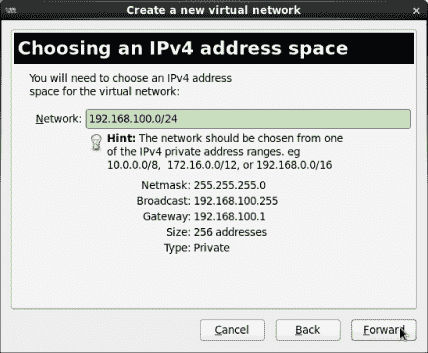 Create a new virtual network
Choosing an IPv4 address space
You will need to choose an IPv4 address
space for the virtual network:
Network: 192.168.100.0/24
Hint: The network should be chosen from one
of the IPv4 private address ranges. eg
10.0.0.0/8, 172.16.0.0/12, or 192.168.0.0/16
Netmask: 255.255.255.0
Broadcast: 192.168.100.255
Gateway: 192.168.100.1
Size: 256 addresses
Type: Private
Cancel
Back
Forward